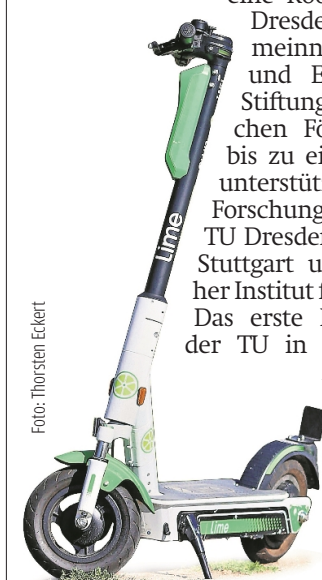 Dresde
meinn
und E
Stiftung
chen Fö
bis zu ei
unterstüt
Forschung
TU Dresden
Stuttgart u
her Institut f
Das erste
der TU in
Foto: Thorsten Eckert
Lime
Lime